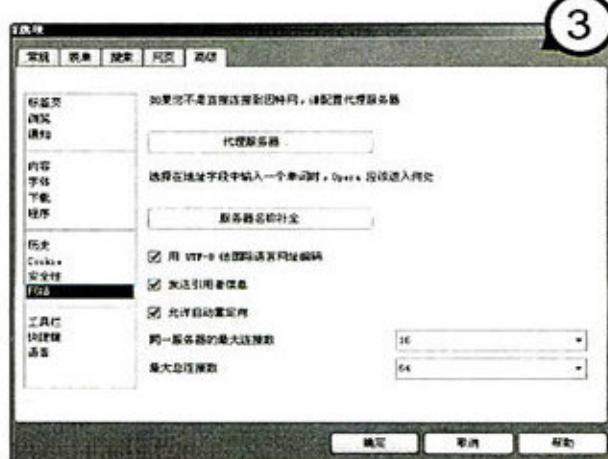 ③
首选项
常规 表单 搜索 网页 高级
标签页
浏览
通知
内容
字体
下载
程序
历史
Cookie
安全性
网络
工具栏
快捷键
语音
如果您不是直接连接到因特网，请配置代理服务器
代理服务器
选择在地址字段中输入一个单词时，Opera 应该进入何处
服务器名称补全
用 UTF-8 给国际语言网址编码
发送引用者信息
允许自动重定向
同一服务器的最大连接数 16
最大总连接数 64
确定 取消 帮助